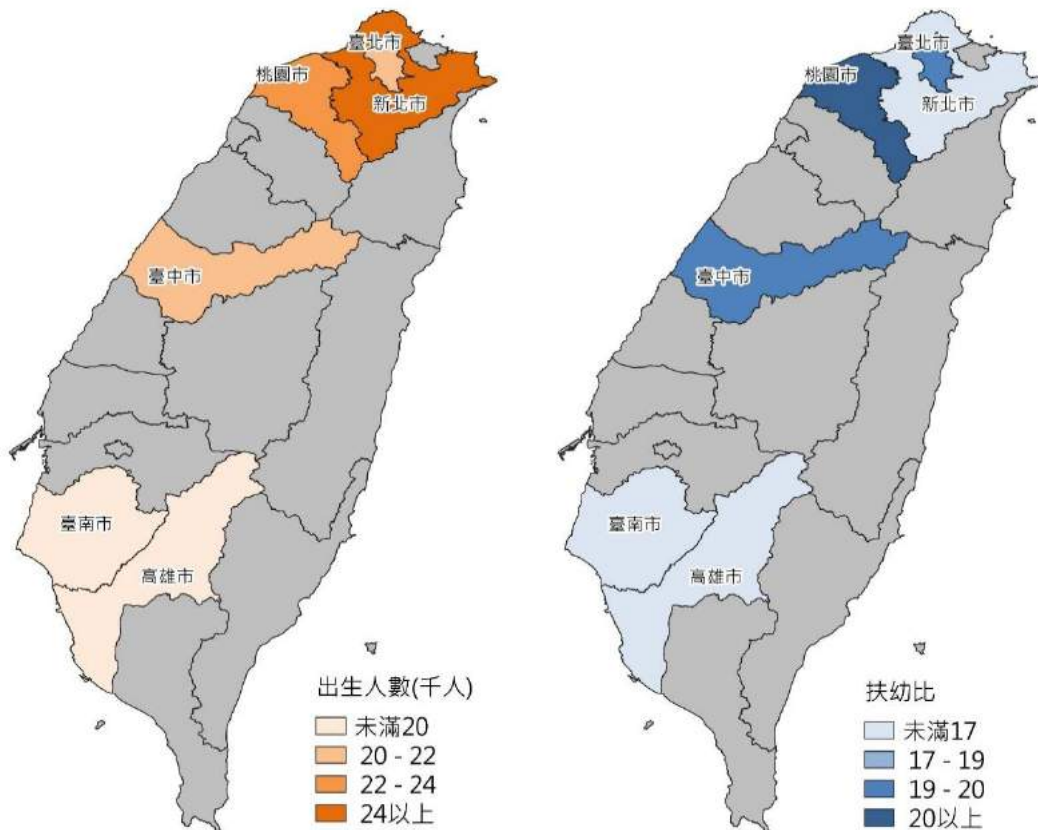 臺北市
桃園市
新北市
臺中市
臺南市
高雄市
出生人數(千人)
未滿20
20 - 22
22 - 24
24以上
臺北市
桃園市
新北市
臺中市
臺南市
高雄市
扶幼比
未滿17
17 - 19
19 - 20
20以上